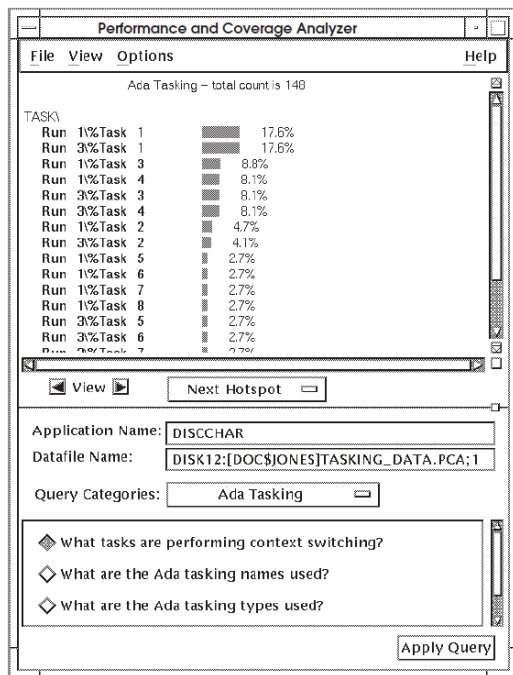 Performance and Coverage Analyzer
File View Options Help
Ada Tasking – total count is 148
TASK\
Run 1\%Task 1 17.6%
Run 3\%Task 1 17.6%
Run 1\%Task 3 8.8%
Run 1\%Task 4 8.1%
Run 3\%Task 3 8.1%
Run 3\%Task 4 8.1%
Run 1\%Task 2 4.7%
Run 3\%Task 2 4.1%
Run 1\%Task 5 2.7%
Run 1\%Task 6 2.7%
Run 1\%Task 7 2.7%
Run 1\%Task 8 2.7%
Run 3\%Task 5 2.7%
Run 3\%Task 6 2.7%
Run 3\%Task 7 2.7%
View Next Hotspot
Application Name: DISCCHAR
Datafile Name: DISK12:[DOC$JONES]TASKING_DATA.PCA;1
Query Categories: Ada Tasking
What tasks are performing context switching?
What are the Ada tasking names used?
What are the Ada tasking types used?
Apply Query